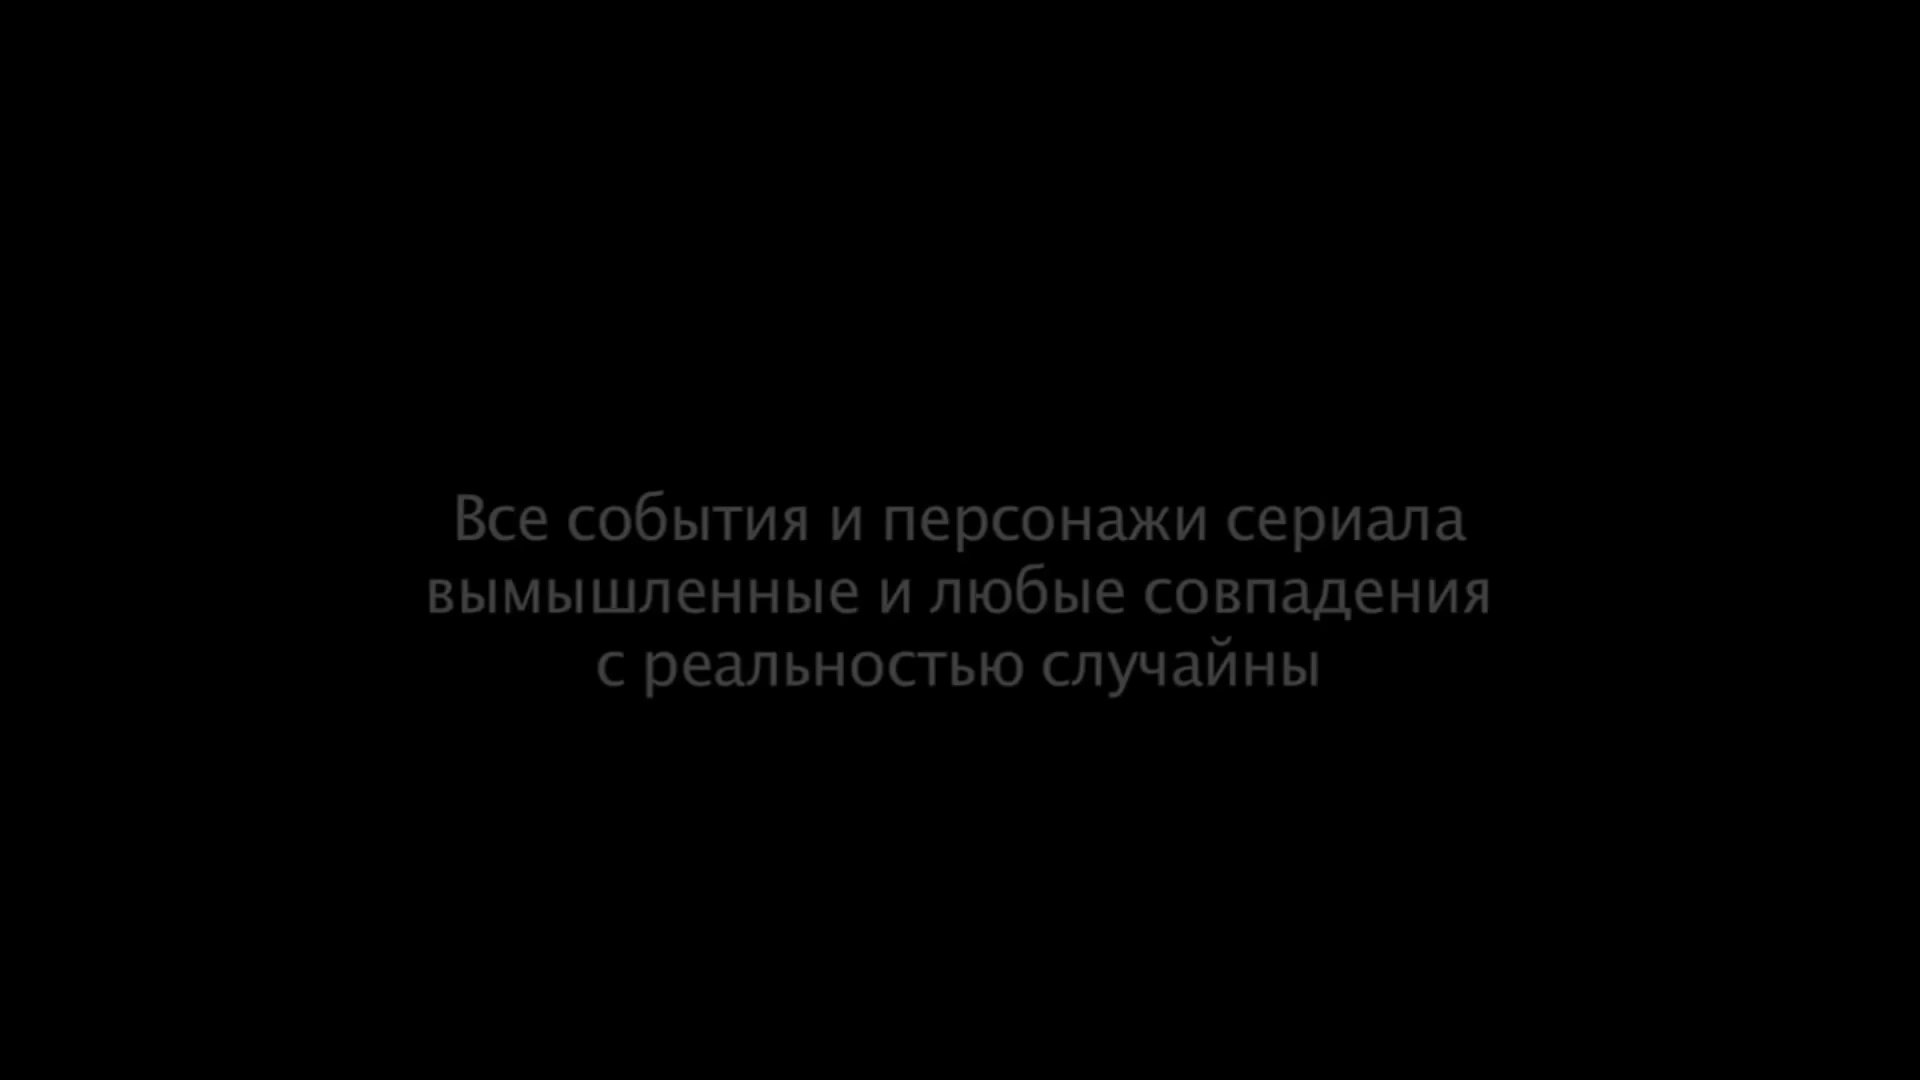 Все события и персонажи сериала
вымышленные и любые совпадения
с реальностью случайны